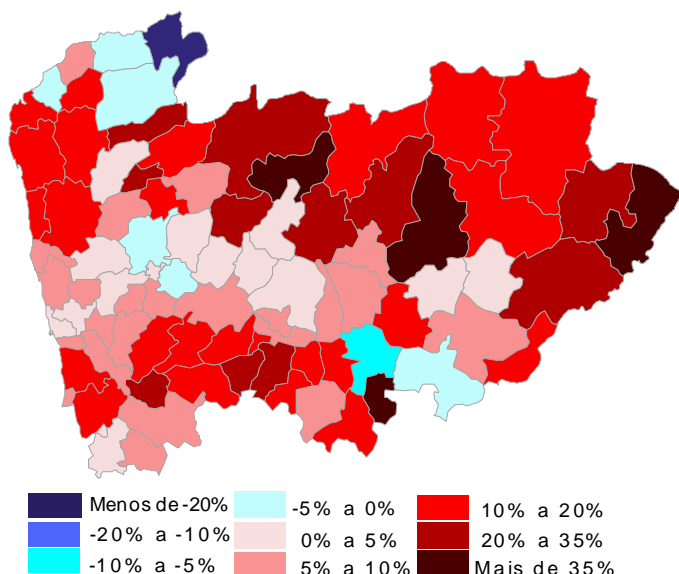 Menos de -20%
-20% a -10%
-10% a -5%
-5% a 0%
0% a 5%
5% a 10%
10% a 20%
20% a 35%
Mais de 35%